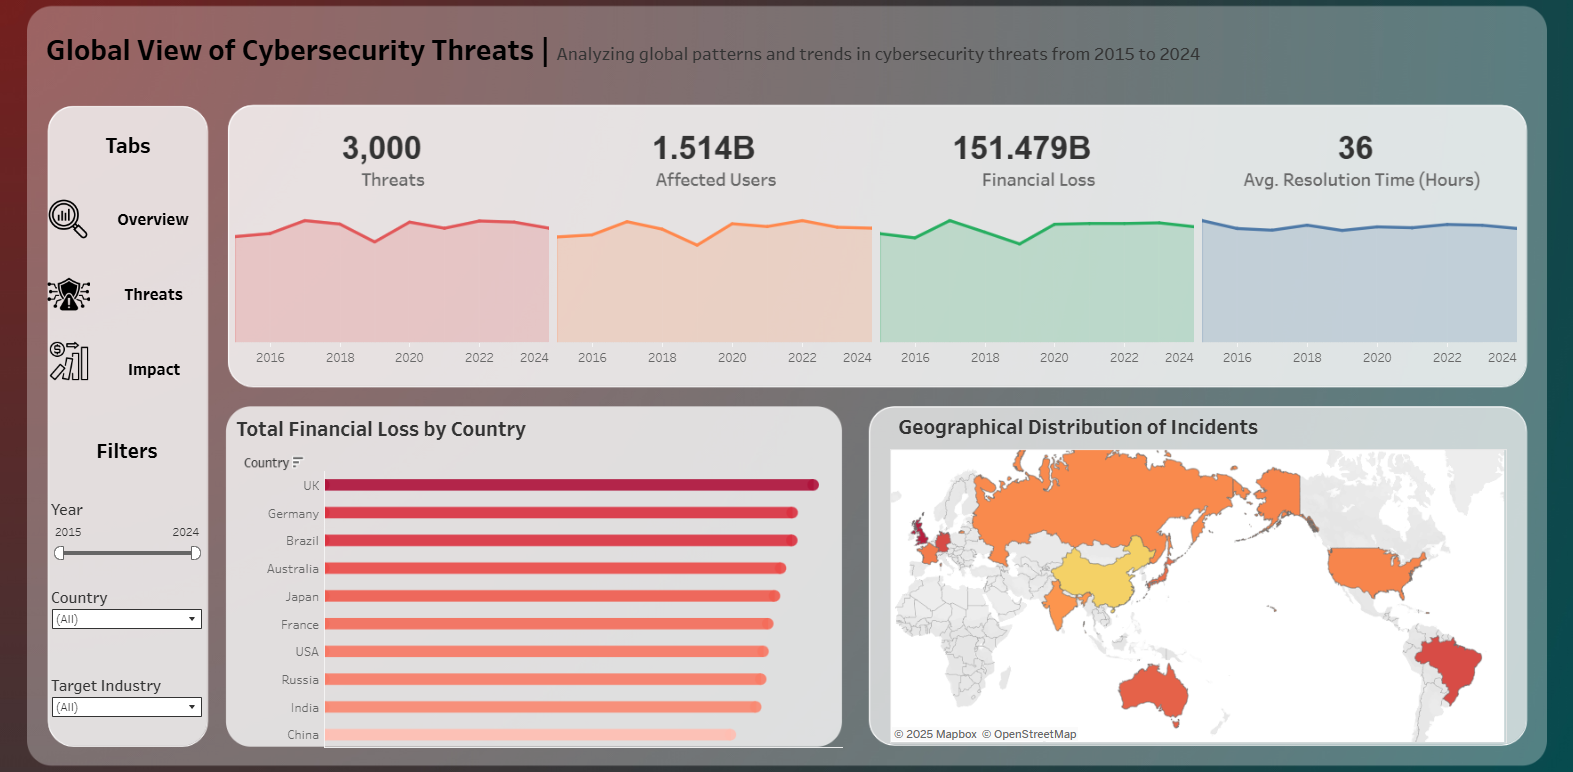 Global View of Cybersecurity Threats | Analyzing global patterns and trends in cybersecurity threats from 2015 to 2024
Tabs
Overview
Threats
Impact
Filters
Year
2015 2024
Country
(All)
Target Industry
(All)
3,000
Threats
2016 2018 2020 2022 2024
1.514B
Affected Users
2016 2018 2020 2022 2024
151.479B
Financial Loss
2016 2018 2020 2022 2024
36
Avg. Resolution Time (Hours)
2016 2018 2020 2022 2024
Total Financial Loss by Country
Country
UK
Germany
Brazil
Australia
Japan
France
USA
Russia
India
China
Geographical Distribution of Incidents
© 2025 Mapbox © OpenStreetMap